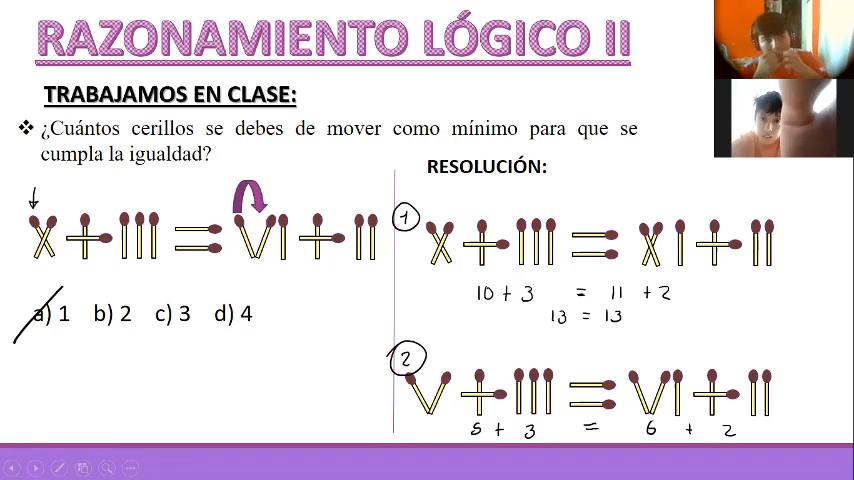 RAZONAMIENTO LÓGICO II
TRABAJAMOS EN CLASE:
❖ ¿Cuántos cerillos se debes de mover como mínimo para que se
cumpla la igualdad?
X + III = VI + II
a) 1 b) 2 c) 3 d) 4
RESOLUCIÓN:
1
X + III = XI + II
10 + 3 = 11 + 2
13 = 13
2
V + III = VI + II
5 + 3 = 6 + 2